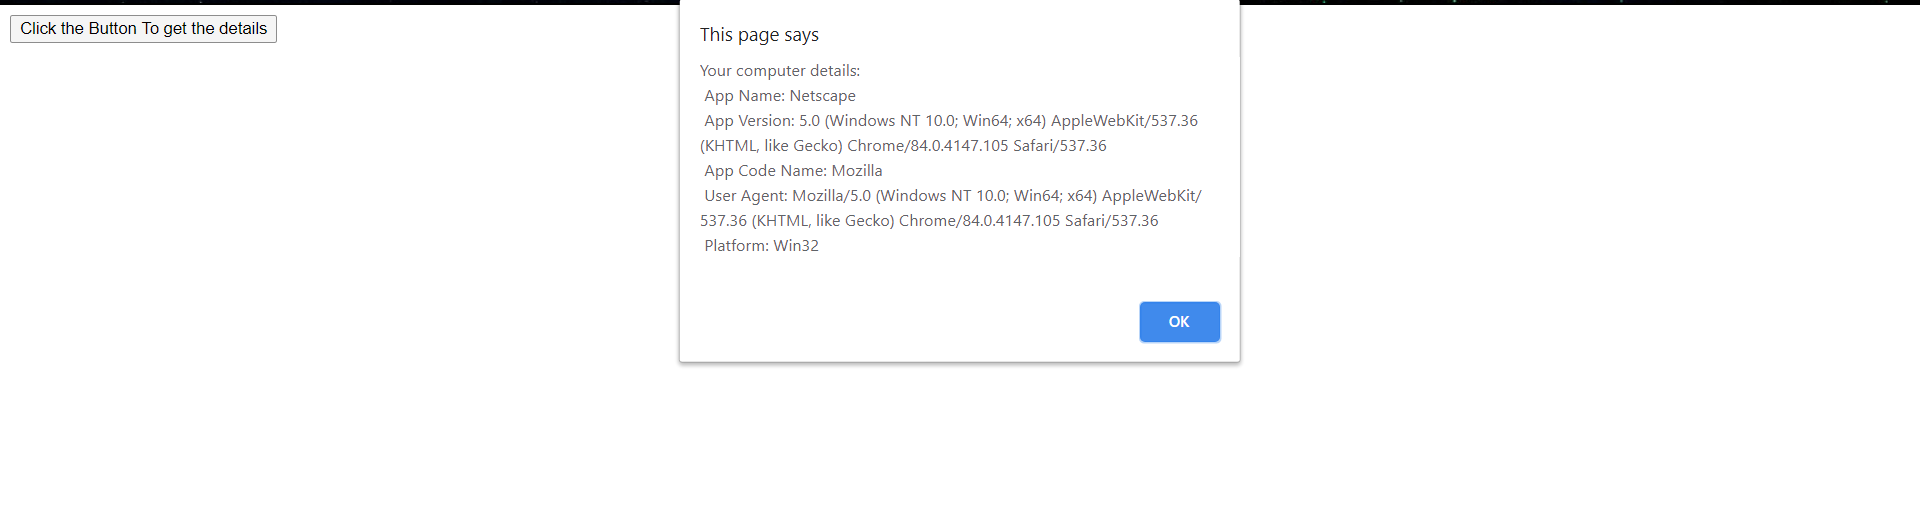 Click the Button To get the details
This page says
Your computer details:
App Name: Netscape
App Version: 5.0 (Windows NT 10.0; Win64; x64) AppleWebKit/537.36
(KHTML, like Gecko) Chrome/84.0.4147.105 Safari/537.36
App Code Name: Mozilla
User Agent: Mozilla/5.0 (Windows NT 10.0; Win64; x64) AppleWebKit/
537.36 (KHTML, like Gecko) Chrome/84.0.4147.105 Safari/537.36
Platform: Win32
OK